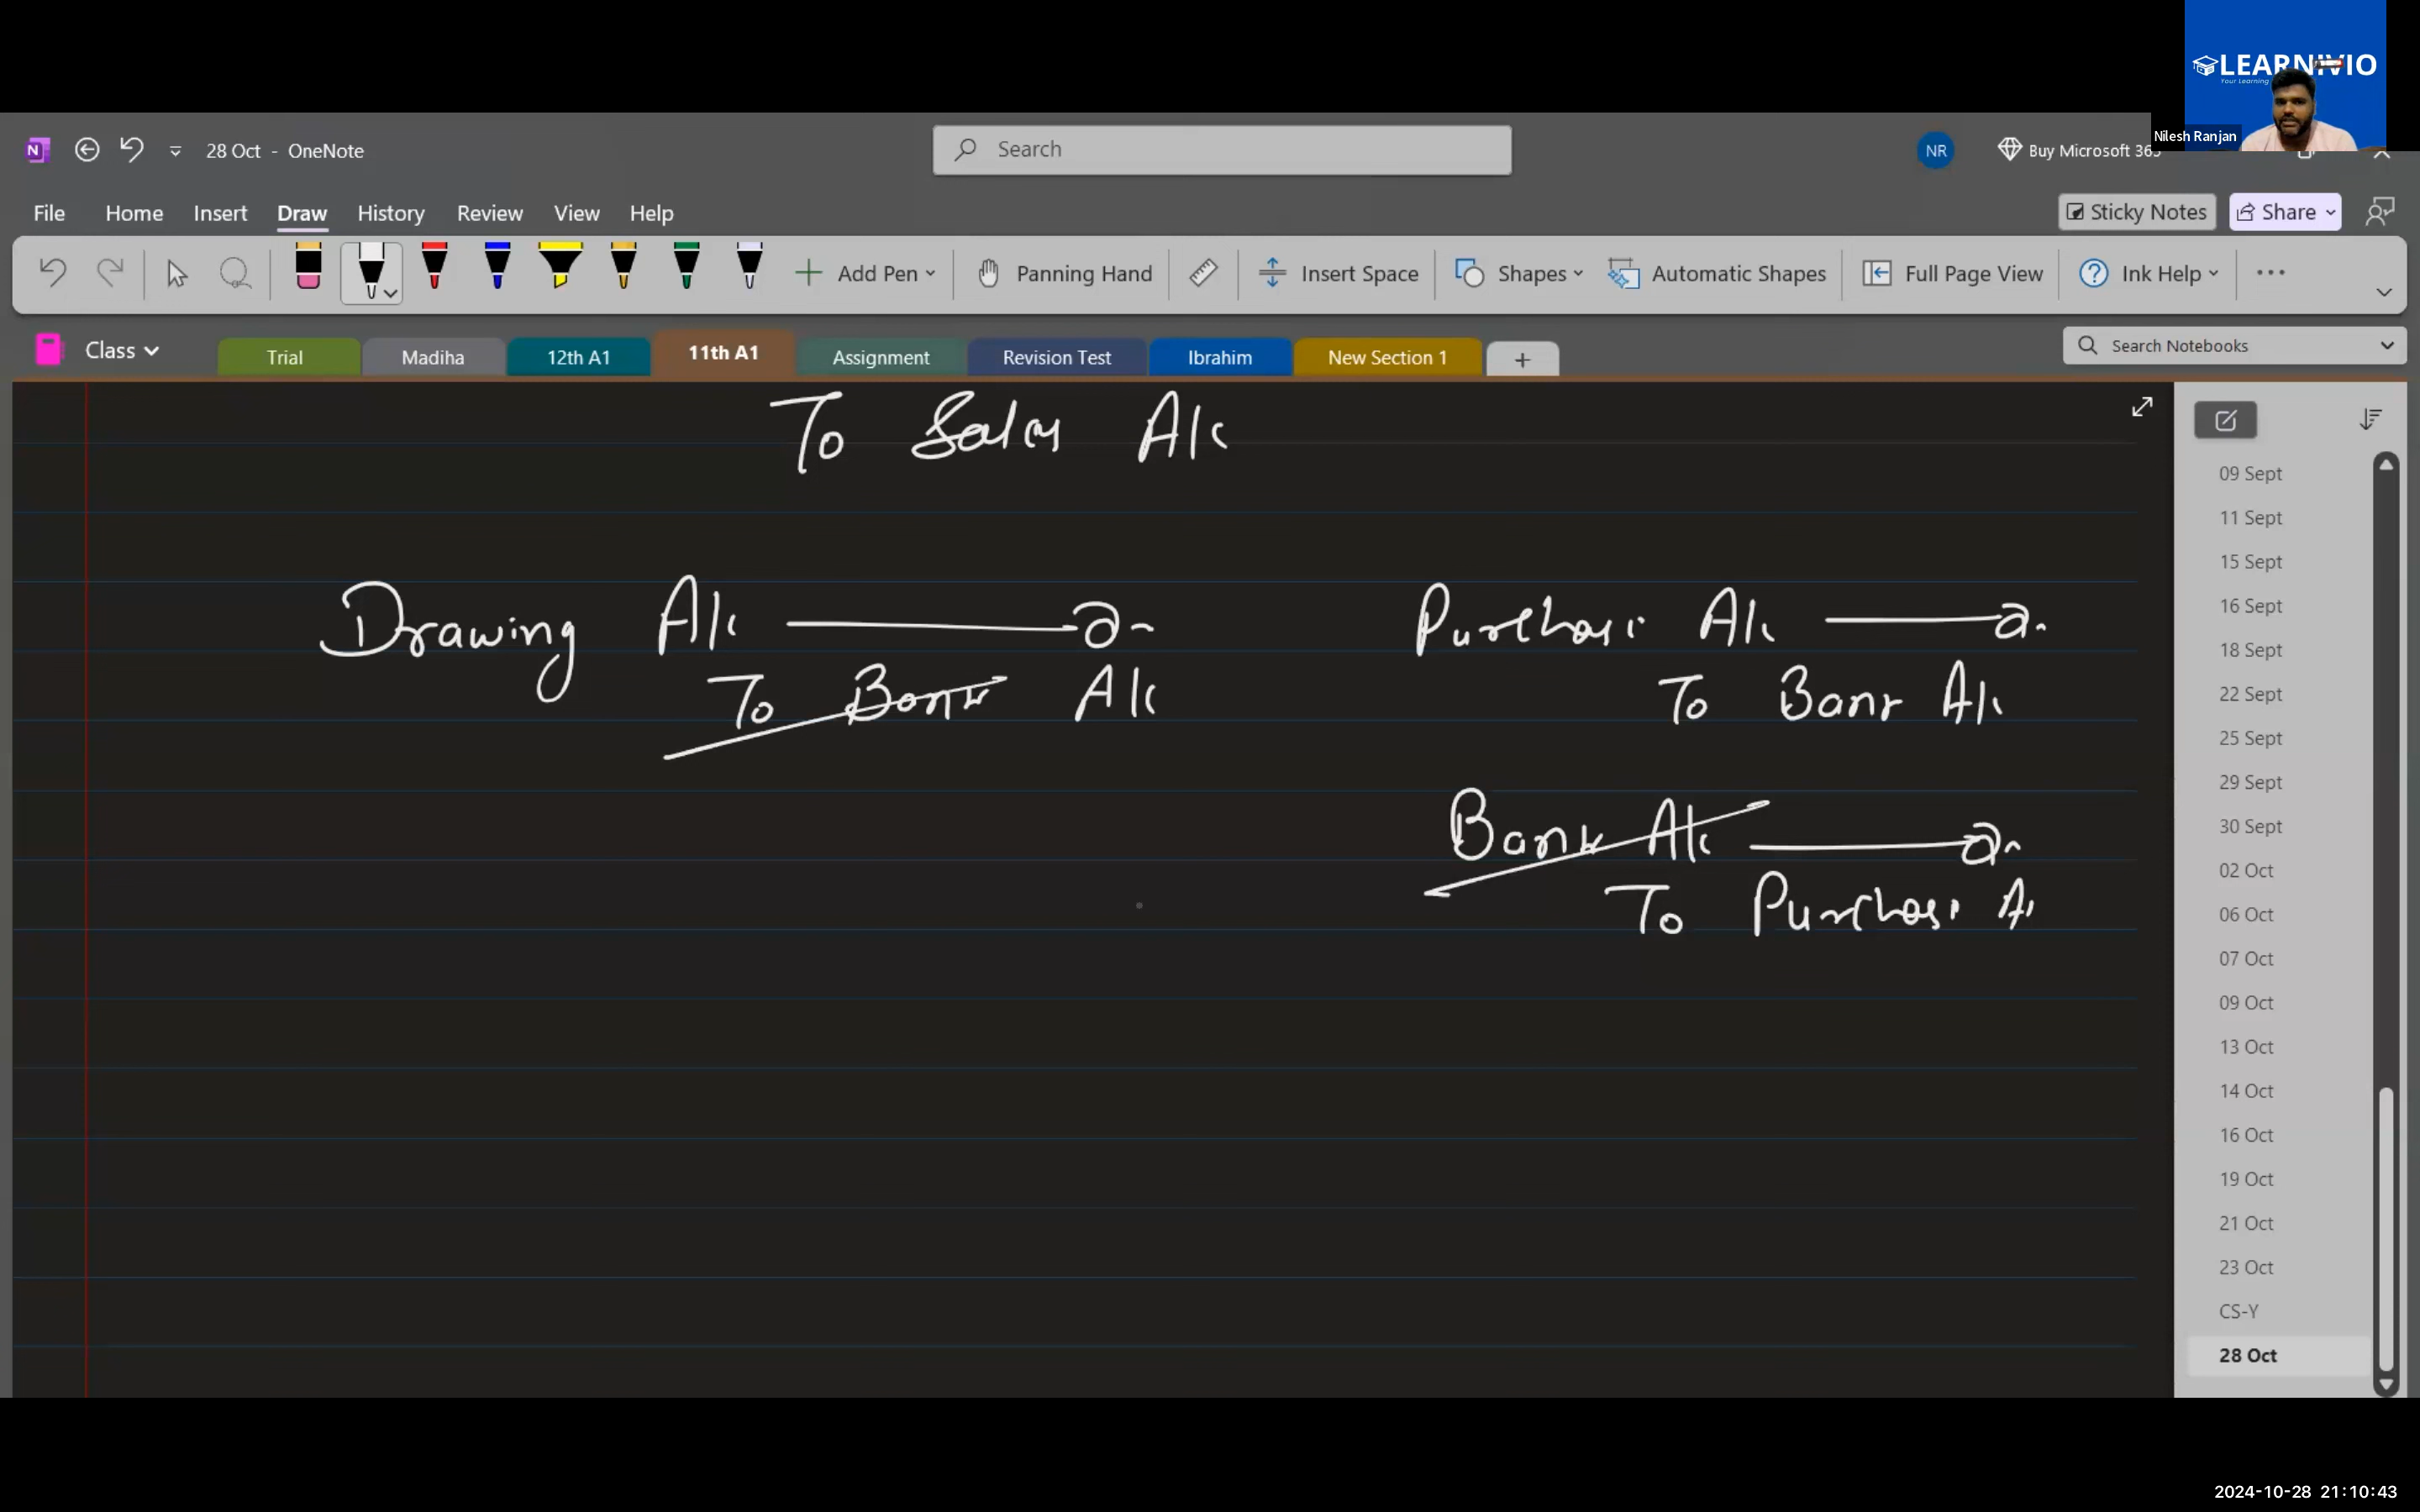 LEARNIVIO
Your Learning
Nilesh Ranjan
28 Oct - OneNote
Search
NR
Buy Microsoft 365
File Home Insert Draw History Review View Help
Sticky Notes Share
Add Pen Panning Hand Insert Space Shapes Automatic Shapes Full Page View Ink Help
Class Trial Madiha 12th A1 11th A1 Assignment Revision Test Ibrahim New Section 1 +
Search Notebooks
To Sales A/c
Drawing A/c Dr
To Bank A/c
Purchase A/c Dr
To Bank A/c
Bank A/c Dr
To Purchase A/
09 Sept
11 Sept
15 Sept
16 Sept
18 Sept
22 Sept
25 Sept
29 Sept
30 Sept
02 Oct
06 Oct
07 Oct
09 Oct
13 Oct
14 Oct
16 Oct
19 Oct
21 Oct
23 Oct
CS-Y
28 Oct
2024-10-28 21:10:43